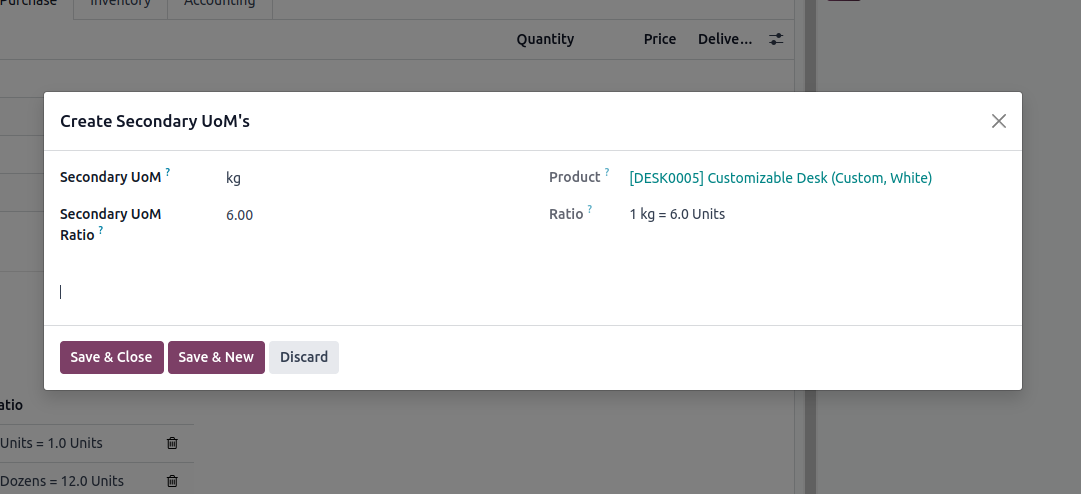 Purchase Inventory Accounting
Quantity Price Delive...
Create Secondary UoM's
Secondary UoM ? kg
Product ? [DESK0005] Customizable Desk (Custom, White)
Secondary UoM
Ratio ? 6.00
Ratio ? 1 kg = 6.0 Units
Save & Close Save & New Discard
atio
Units = 1.0 Units
Dozens = 12.0 Units